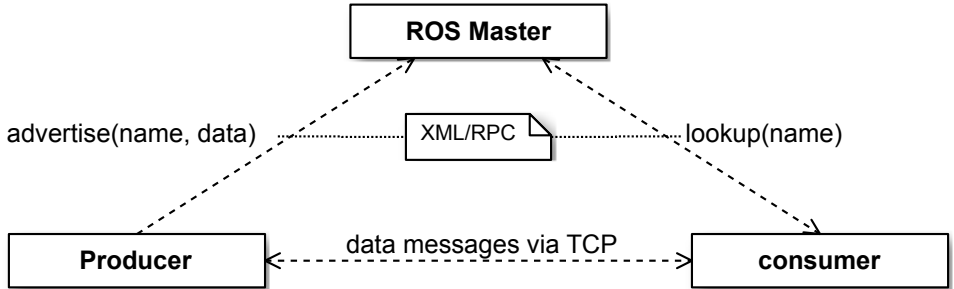 ROS Master
advertise(name, data)
XML/RPC
lookup(name)
Producer
data messages via TCP
consumer